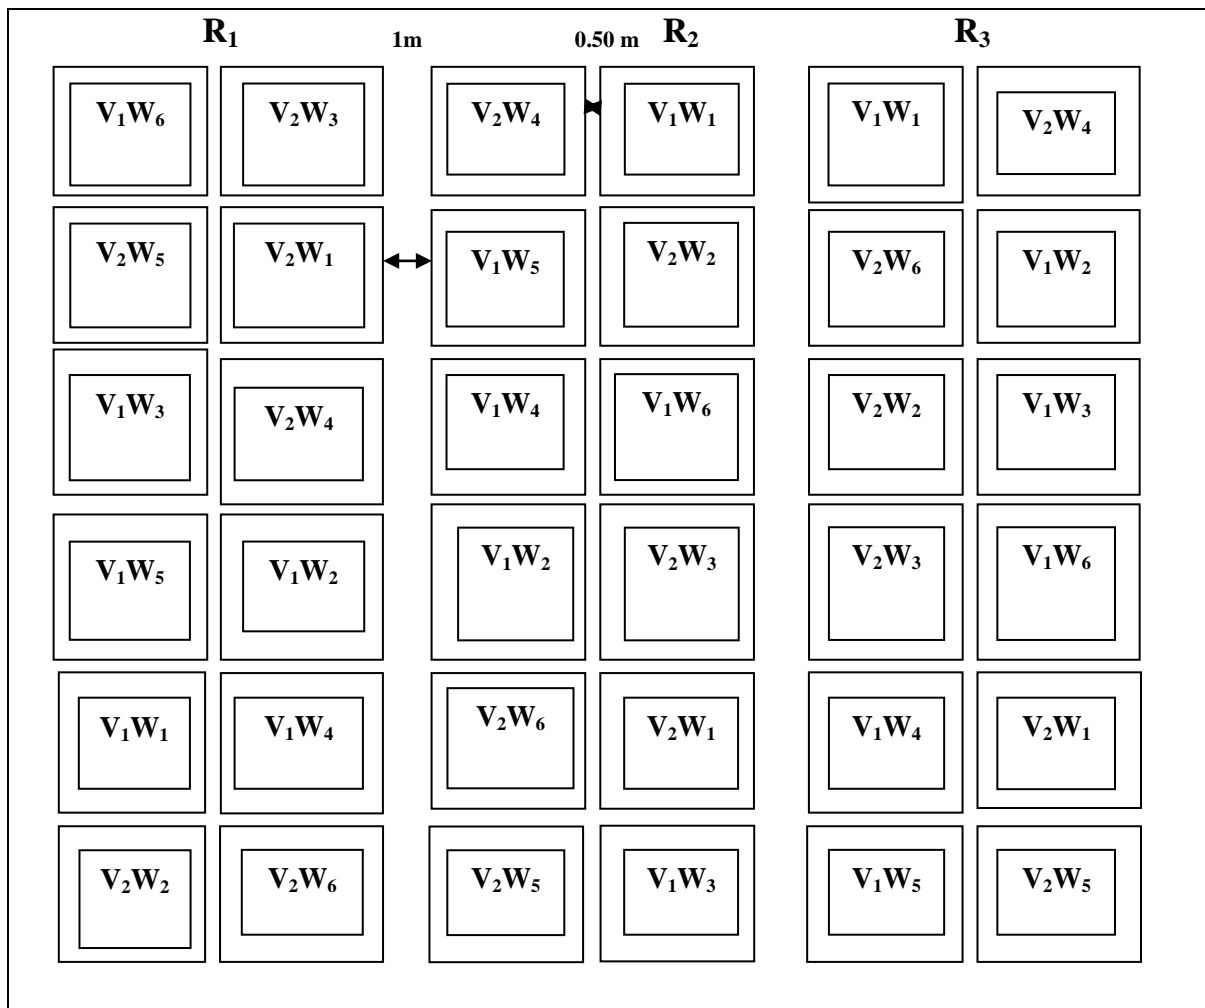 R₁ 1m 0.50 m R₂ R₃
V₁W₆ V₂W₃ V₂W₄ V₁W₁ V₁W₁ V₂W₄
V₂W₅ V₂W₁ V₁W₅ V₂W₂ V₂W₆ V₁W₂
V₁W₃ V₂W₄ V₁W₄ V₁W₆ V₂W₂ V₁W₃
V₁W₅ V₁W₂ V₁W₂ V₂W₃ V₂W₃ V₁W₆
V₁W₁ V₁W₄ V₂W₆ V₂W₁ V₁W₄ V₂W₁
V₂W₂ V₂W₆ V₂W₅ V₁W₃ V₁W₅ V₂W₅